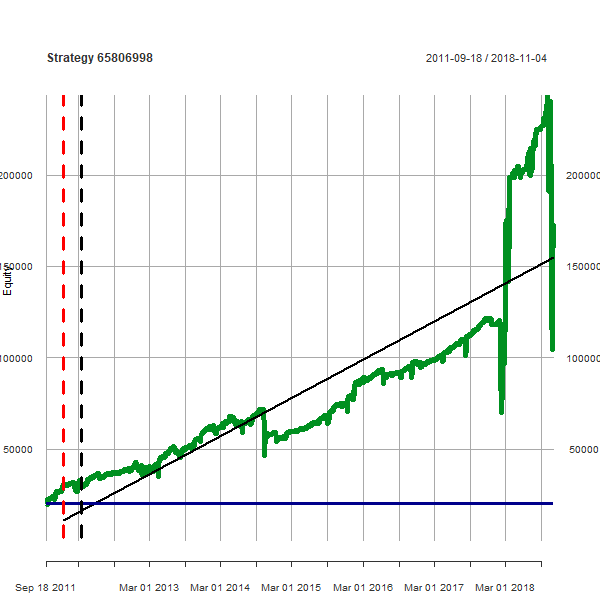 Strategy 65806998 2011-09-18 / 2018-11-04
200000 200000
150000 150000
Equity
100000 100000
50000 50000
Sep 18 2011 Mar 01 2013 Mar 01 2014 Mar 01 2015 Mar 01 2016 Mar 01 2017 Mar 01 2018